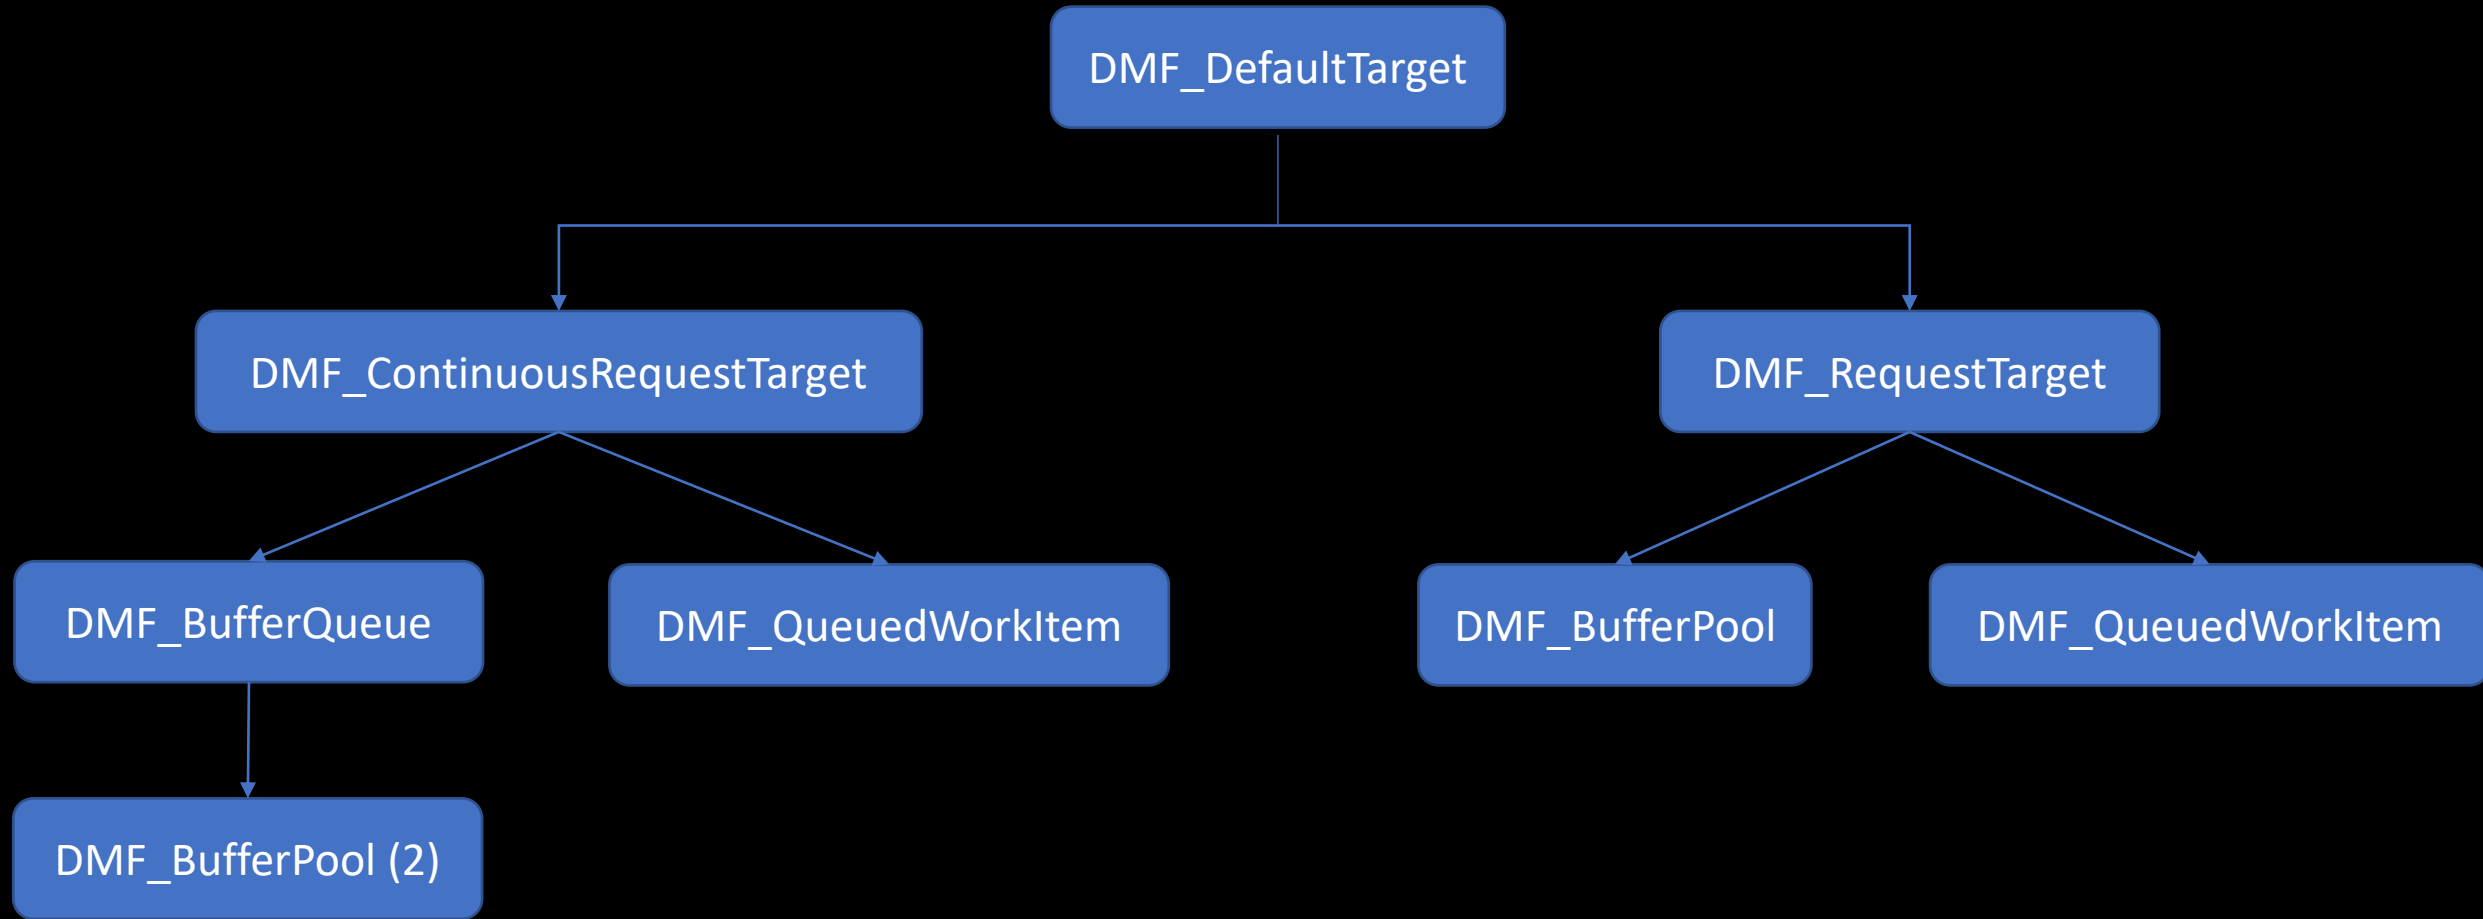 DMF_DefaultTarget
DMF_ContinuousRequestTarget
DMF_RequestTarget
DMF_BufferQueue
DMF_QueuedWorkItem
DMF_BufferPool
DMF_QueuedWorkItem
DMF_BufferPool (2)